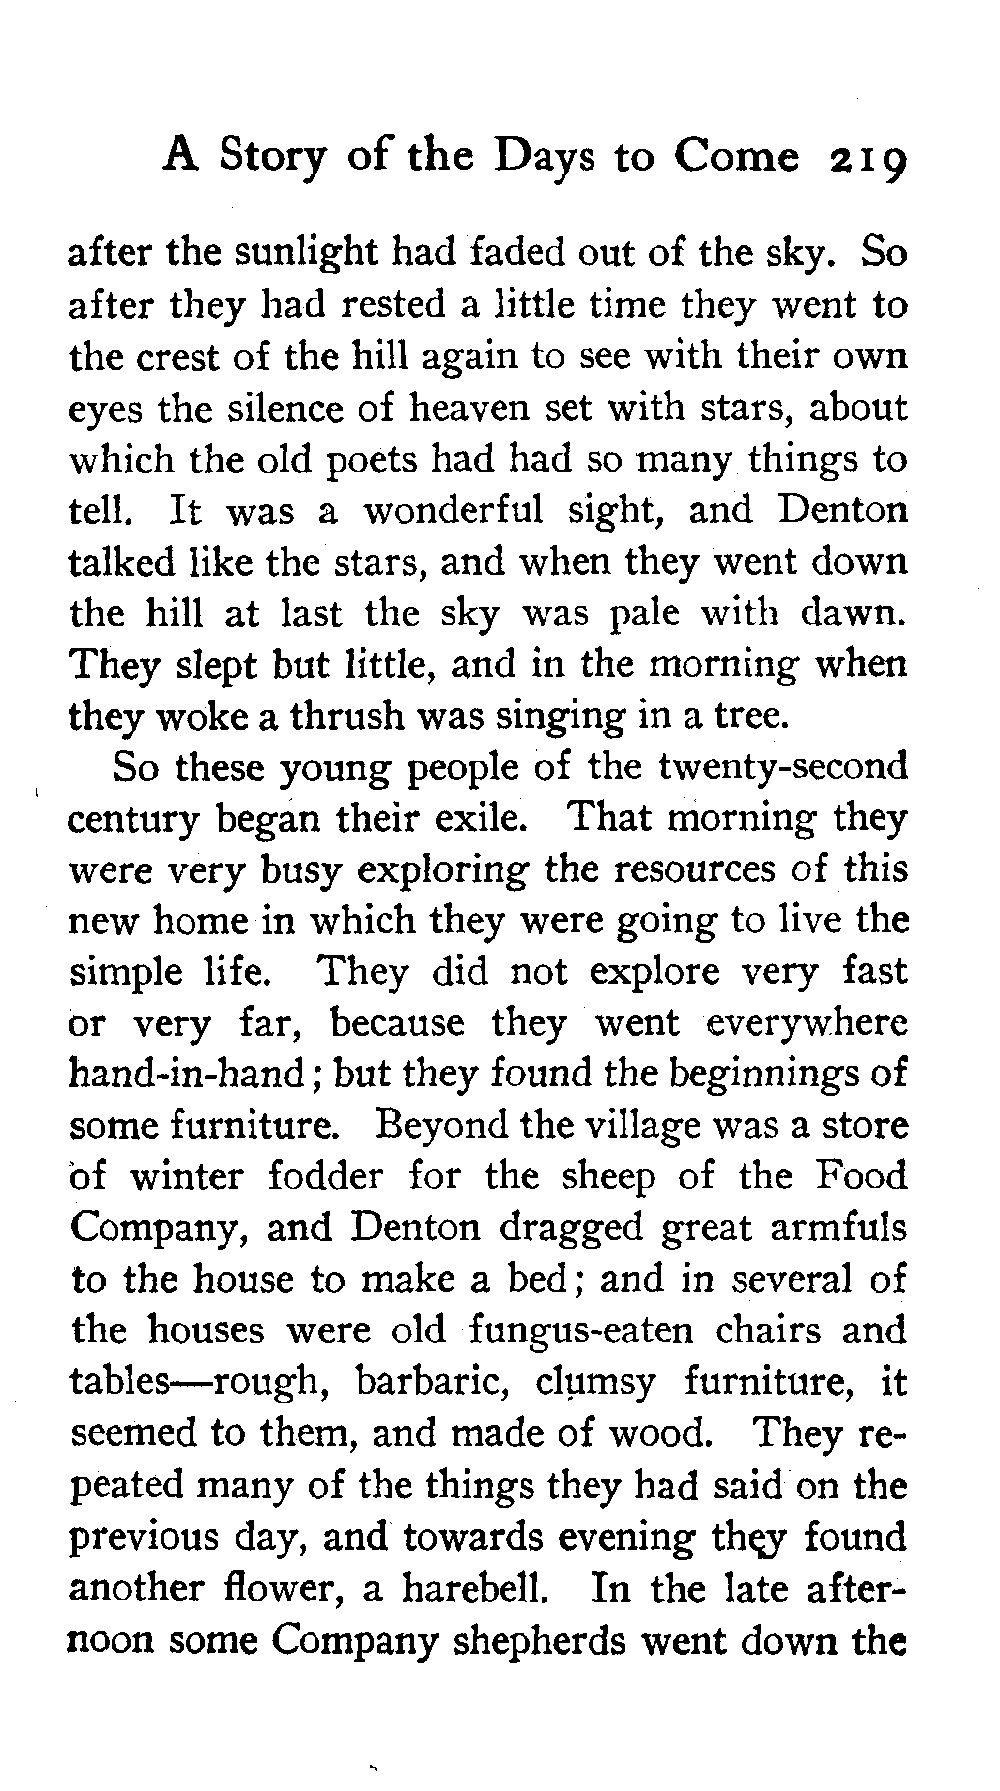 A Story of the Days to Come 219
after the sunlight had faded out of the sky. So
after they had rested a little time they went to
the crest of the hill again to see with their own
eyes the silence of heaven set with stars, about
which the old poets had had so many things to
tell. It was a wonderful sight, and Denton
talked like the stars, and when they went down
the hill at last the sky was pale with dawn.
They slept but little, and in the morning when
they woke a thrush was singing in a tree.
So these young people of the twenty-second
century began their exile. That morning they
were very busy exploring the resources of this
new home in which they were going to live the
simple life. They did not explore very fast
or very far, because they went everywhere
hand-in-hand; but they found the beginnings of
some furniture. Beyond the village was a store
of winter fodder for the sheep of the Food
Company, and Denton dragged great armfuls
to the house to make a bed; and in several of
the houses were old fungus-eaten chairs and
tables—rough, barbaric, clumsy furniture, it
seemed to them, and made of wood. They re-
peated many of the things they had said on the
previous day, and towards evening they found
another flower, a harebell. In the late after-
noon some Company shepherds went down the